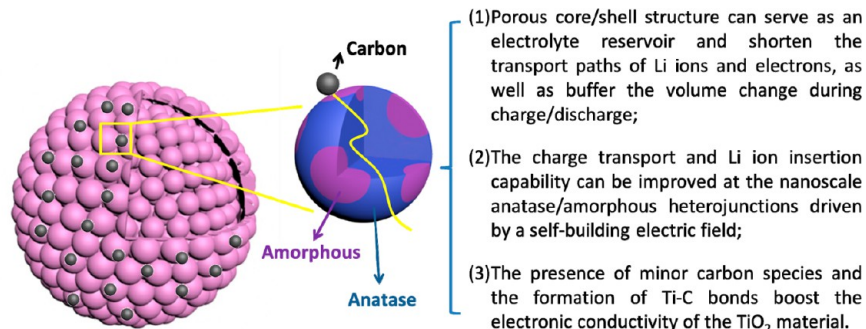 Carbon
Amorphous
Anatase
(1)Porous core/shell structure can serve as an
electrolyte reservoir and shorten the
transport paths of Li ions and electrons, as
well as buffer the volume change during
charge/discharge;
(2)The charge transport and Li ion insertion
capability can be improved at the nanoscale
anatase/amorphous heterojunctions driven
by a self-building electric field;
(3)The presence of minor carbon species and
the formation of Ti-C bonds boost the
electronic conductivity of the TiO₂ material.